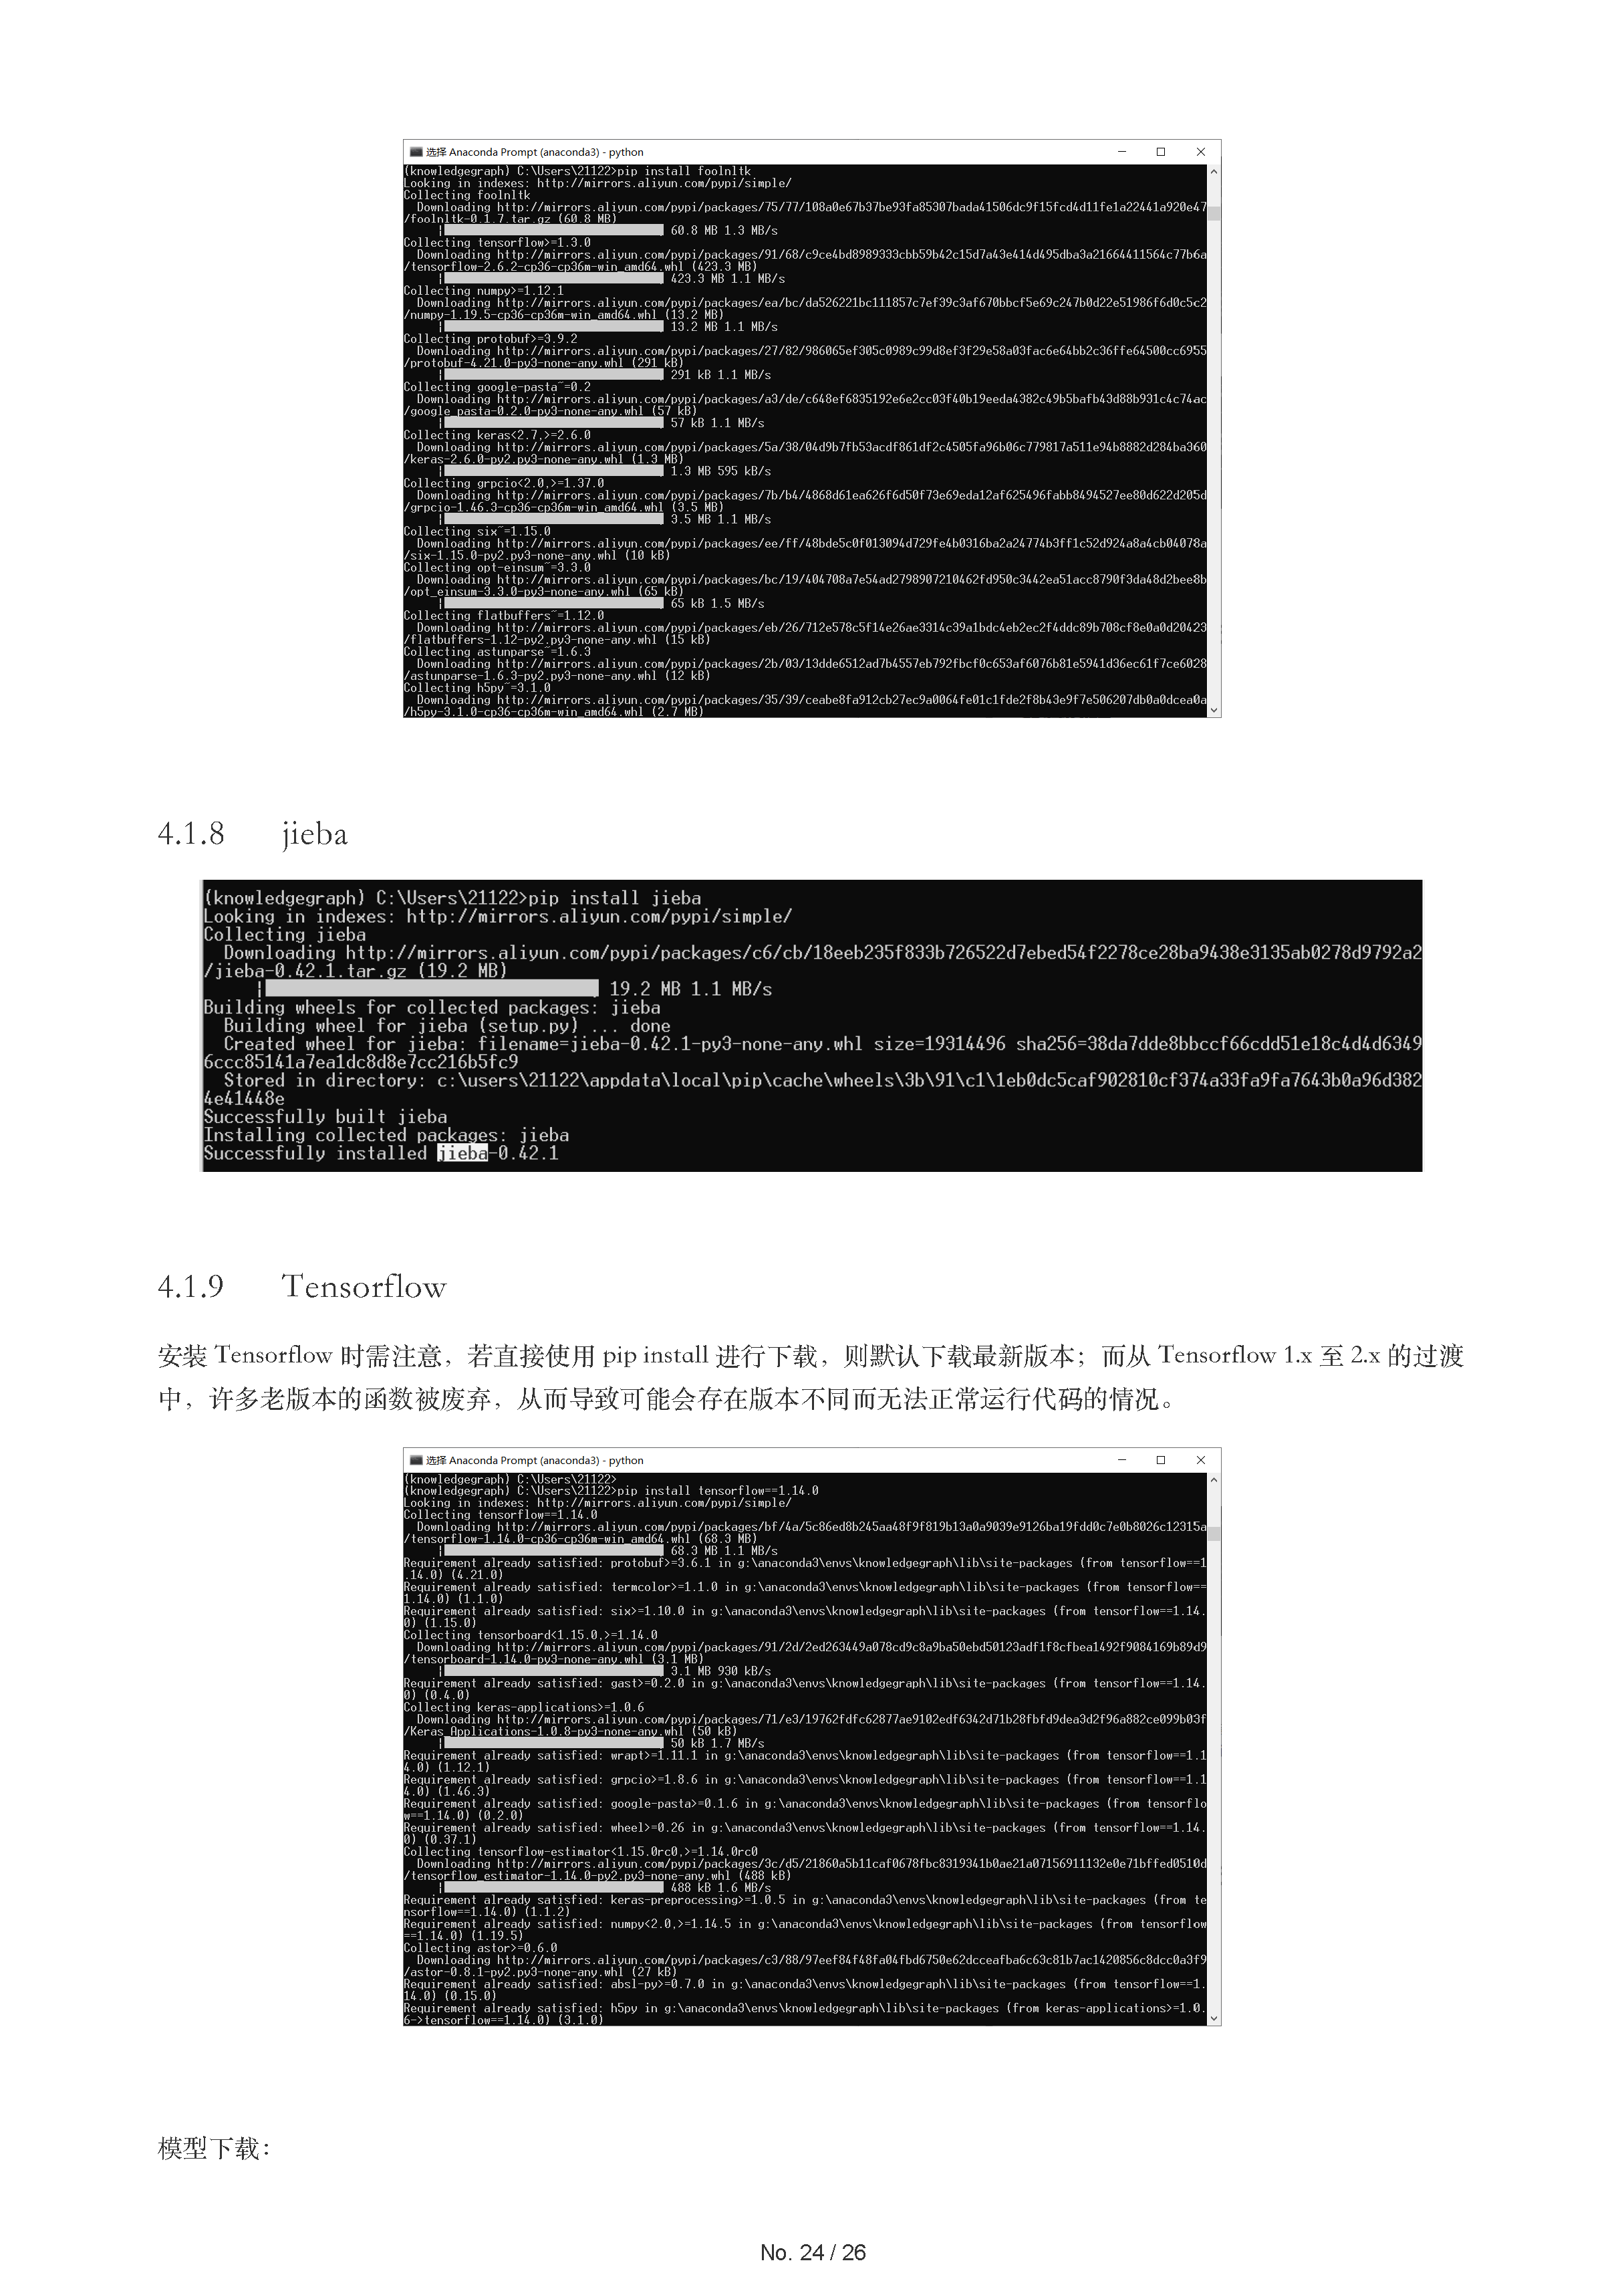 选择 Anaconda Prompt (anaconda3) - python
(knowledgegraph) C:\Users\21122>pip install foolnltk
Looking in indexes: http://mirrors.aliyun.com/pypi/simple/
Collecting foolnltk
Downloading http://mirrors.aliyun.com/pypi/packages/75/77/108a0e67b37be93fa85307bada41506dc9f15fcd4d11fe1a22441a920e47
/foolnltk-0.1.7.tar.gz (60.8 MB)
60.8 MB 1.3 MB/s
Collecting tensorflow>=1.3.0
Downloading http://mirrors.aliyun.com/pypi/packages/91/68/c9ce4bd8989333cbb59b42c15d7a43e414d495dba3a21664411564c77b6a
/tensorflow-2.6.2-cp36-cp36m-win_amd64.whl (423.3 MB)
423.3 MB 1.1 MB/s
Collecting numpy>=1.12.1
Downloading http://mirrors.aliyun.com/pypi/packages/ea/bc/da526221bc111857c7ef39c3af670bbcf5e69c247b0d22e51986f6d0c5c2
/numpy-1.19.5-cp36-cp36m-win_amd64.whl (13.2 MB)
13.2 MB 1.1 MB/s
Collecting protobuf>=3.9.2
Downloading http://mirrors.aliyun.com/pypi/packages/27/82/986065ef305c0989c99d8ef3f29e58a03fac6e64bb2c36ffe64500cc6955
/protobuf-4.21.0-py3-none-any.whl (291 kB)
291 kB 1.1 MB/s
Collecting google-pasta~=0.2
Downloading http://mirrors.aliyun.com/pypi/packages/a3/de/c648ef6835192e6e2cc03f40b19eeda4382c49b5bafb43d88b931c4c74ac
/google_pasta-0.2.0-py3-none-any.whl (57 kB)
57 kB 1.1 MB/s
Collecting keras<2.7,>=2.6.0
Downloading http://mirrors.aliyun.com/pypi/packages/5a/38/04d9b7fb53acdf861df2c4505fa96b06c779817a511e94b8882d284ba360
/keras-2.6.0-py2.py3-none-any.whl (1.3 MB)
1.3 MB 595 kB/s
Collecting grpcio<2.0,>=1.37.0
Downloading http://mirrors.aliyun.com/pypi/packages/7b/b4/4868d61ea626f6d50f73e69eda12af625496fabb8494527ee80d622d205d
/grpcio-1.46.3-cp36-cp36m-win_amd64.whl (3.5 MB)
3.5 MB 1.1 MB/s
Collecting six~=1.15.0
Downloading http://mirrors.aliyun.com/pypi/packages/ee/ff/48bde5c0f013094d729fe4b0316ba2a24774b3ff1c52d924a8a4cb04078a
/six-1.15.0-py2.py3-none-any.whl (10 kB)
Collecting opt-einsum~=3.3.0
Downloading http://mirrors.aliyun.com/pypi/packages/bc/19/404708a7e54ad2798907210462fd950c3442ea51acc8790f3da48d2bee8b
/opt_einsum-3.3.0-py3-none-any.whl (65 kB)
65 kB 1.5 MB/s
Collecting flatbuffers~=1.12.0
Downloading http://mirrors.aliyun.com/pypi/packages/eb/26/712e578c5f14e26ae3314c39a1bdc4eb2ec2f4ddc89b708cf8e0a0d20423
/flatbuffers-1.12-py2.py3-none-any.whl (15 kB)
Collecting astunparse~=1.6.3
Downloading http://mirrors.aliyun.com/pypi/packages/2b/03/13dde6512ad7b4557eb792fbcf0c653af6076b81e5941d36ec61f7ce6028
/astunparse-1.6.3-py2.py3-none-any.whl (12 kB)
Collecting h5py~=3.1.0
Downloading http://mirrors.aliyun.com/pypi/packages/35/39/ceabe8fa912cb27ec9a0064fe01c1fde2f8b43e9f7e506207db0a0dcea0a
/h5py-3.1.0-cp36-cp36m-win_amd64.whl (2.7 MB)
4.1.8 jieba
(knowledgegraph) C:\Users\21122>pip install jieba
Looking in indexes: http://mirrors.aliyun.com/pypi/simple/
Collecting jieba
Downloading http://mirrors.aliyun.com/pypi/packages/c6/cb/18eeb235f833b726522d7ebed54f2278ce28ba9438e3135ab0278d9792a2
/jieba-0.42.1.tar.gz (19.2 MB)
19.2 MB 1.1 MB/s
Building wheels for collected packages: jieba
Building wheel for jieba (setup.py) ... done
Created wheel for jieba: filename=jieba-0.42.1-py3-none-any.whl size=19314496 sha256=38da7dde8bbccf66cdd51e18c4d4d6349
6ccc85141a7ea1dc8d8e7cc216b5fc9
Stored in directory: c:\users\21122\appdata\local\pip\cache\wheels\3b\91\c1\1eb0dc5caf902810cf374a33fa9fa7643b0a96d382
4e41448e
Successfully built jieba
Installing collected packages: jieba
Successfully installed jieba-0.42.1
4.1.9 Tensorflow
安装 Tensorflow 时需注意，若直接使用 pip install 进行下载，则默认下载最新版本；而从 Tensorflow 1.x 至 2.x 的过渡
中，许多老版本的函数被废弃，从而导致可能会存在版本不同而无法正常运行代码的情况。
选择 Anaconda Prompt (anaconda3) - python
(knowledgegraph) C:\Users\21122>
(knowledgegraph) C:\Users\21122>pip install tensorflow==1.14.0
Looking in indexes: http://mirrors.aliyun.com/pypi/simple/
Collecting tensorflow==1.14.0
Downloading http://mirrors.aliyun.com/pypi/packages/bf/4a/5c86ed8b245aa48f9f819b13a0a9039e9126ba19fdd0c7e0b8026c12315a
/tensorflow-1.14.0-cp36-cp36m-win_amd64.whl (68.3 MB)
68.3 MB 1.1 MB/s
Requirement already satisfied: protobuf>=3.6.1 in g:\anaconda3\envs\knowledgegraph\lib\site-packages (from tensorflow==1
.14.0) (4.21.0)
Requirement already satisfied: termcolor>=1.1.0 in g:\anaconda3\envs\knowledgegraph\lib\site-packages (from tensorflow==
1.14.0) (1.1.0)
Requirement already satisfied: six>=1.10.0 in g:\anaconda3\envs\knowledgegraph\lib\site-packages (from tensorflow==1.14.
0) (1.15.0)
Collecting tensorboard<1.15.0,>=1.14.0
Downloading http://mirrors.aliyun.com/pypi/packages/91/2d/2ed263449a078cd9c8a9ba50ebd50123adf1f8cfbea1492f9084169b89d9
/tensorboard-1.14.0-py3-none-any.whl (3.1 MB)
3.1 MB 930 kB/s
Requirement already satisfied: gast>=0.2.0 in g:\anaconda3\envs\knowledgegraph\lib\site-packages (from tensorflow==1.14.
0) (0.4.0)
Collecting keras-applications>=1.0.6
Downloading http://mirrors.aliyun.com/pypi/packages/71/e3/19762fdfc62877ae9102edf6342d71b28fbfd9dea3d2f96a882ce099b03f
/Keras_Applications-1.0.8-py3-none-any.whl (50 kB)
50 kB 1.7 MB/s
Requirement already satisfied: wrapt>=1.11.1 in g:\anaconda3\envs\knowledgegraph\lib\site-packages (from tensorflow==1.1
4.0) (1.12.1)
Requirement already satisfied: grpcio>=1.8.6 in g:\anaconda3\envs\knowledgegraph\lib\site-packages (from tensorflow==1.1
4.0) (1.46.3)
Requirement already satisfied: google-pasta>=0.1.6 in g:\anaconda3\envs\knowledgegraph\lib\site-packages (from tensorflo
w==1.14.0) (0.2.0)
Requirement already satisfied: wheel>=0.26 in g:\anaconda3\envs\knowledgegraph\lib\site-packages (from tensorflow==1.14.
0) (0.37.1)
Collecting tensorflow-estimator<1.15.0rc0,>=1.14.0rc0
Downloading http://mirrors.aliyun.com/pypi/packages/3c/d5/21860a5b11caf0678fbc8319341b0ae21a07156911132e0e71bffed0510d
/tensorflow_estimator-1.14.0-py2.py3-none-any.whl (488 kB)
488 kB 1.6 MB/s
Requirement already satisfied: keras-preprocessing>=1.0.5 in g:\anaconda3\envs\knowledgegraph\lib\site-packages (from te
nsorflow==1.14.0) (1.1.2)
Requirement already satisfied: numpy<2.0,>=1.14.5 in g:\anaconda3\envs\knowledgegraph\lib\site-packages (from tensorflow
==1.14.0) (1.19.5)
Collecting astor>=0.6.0
Downloading http://mirrors.aliyun.com/pypi/packages/c3/88/97eef84f48fa04fbd6750e62dcceafba6c63c81b7ac1420856c8dcc0a3f9
/astor-0.8.1-py2.py3-none-any.whl (27 kB)
Requirement already satisfied: absl-py>=0.7.0 in g:\anaconda3\envs\knowledgegraph\lib\site-packages (from tensorflow==1.
14.0) (0.15.0)
Requirement already satisfied: h5py in g:\anaconda3\envs\knowledgegraph\lib\site-packages (from keras-applications>=1.0.
6->tensorflow==1.14.0) (3.1.0)
模型下载：
No. 24 / 26